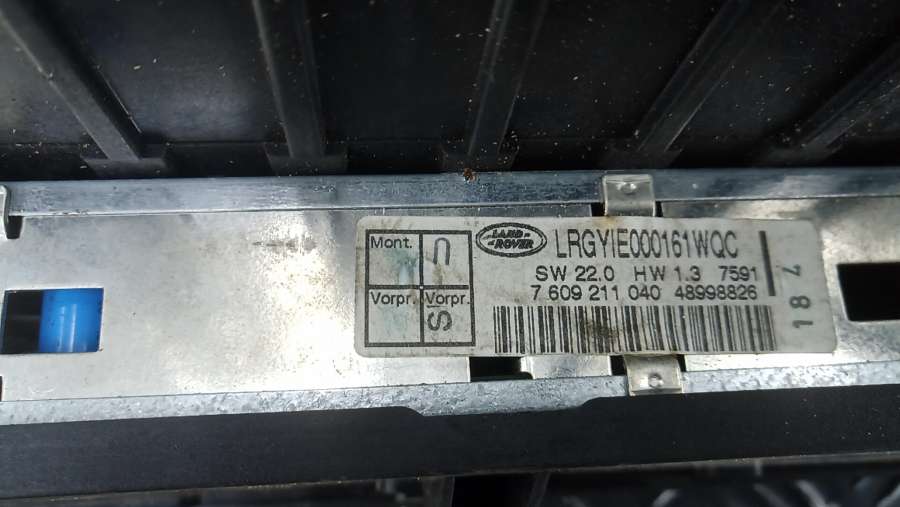 Mont.
U
Vorpr.
Vorpr.
S
LAND-
-ROVER
LRGYIE000161WQC
SW 22.0 HW 1.3 7591
7 609 211 040 48998826
18 7